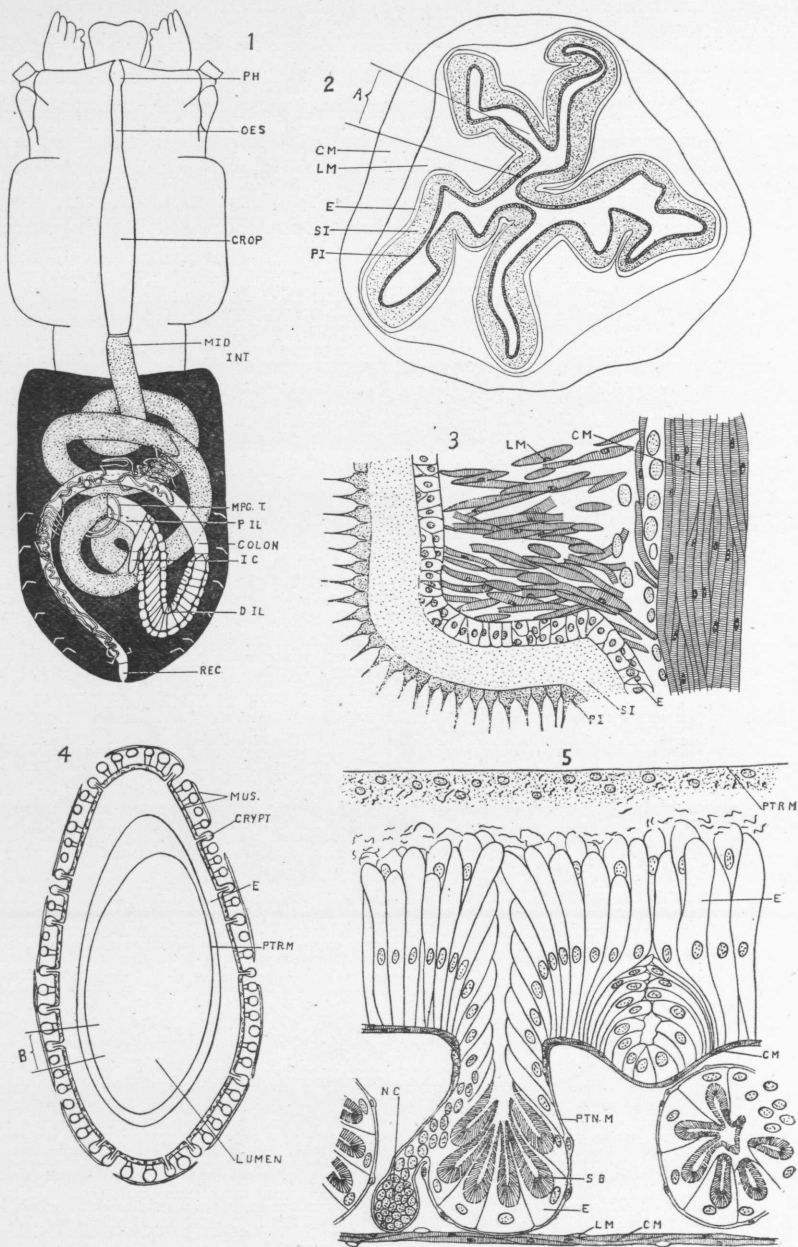 1
PH
OES
CROP
MID
INT
MPG. T.
P IL
COLON
I C
D IL
REC
2
A
CM
LM
E
SI
PI
3
LM
CM
E
SI
PI
4
MUS.
CRYPT
E
PTRM
B
LUMEN
5
PTRM
E
CM
NC
PTN. M
S B
E
LM
CM